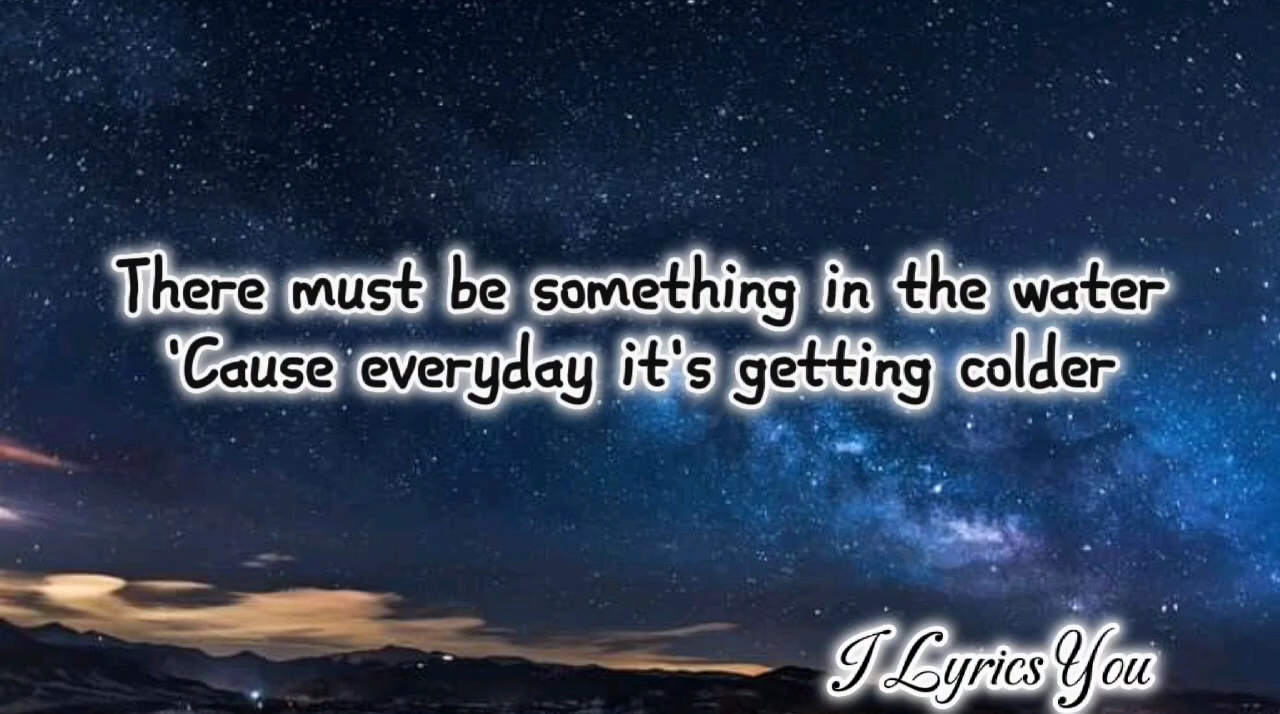 There must be something in the water
'Cause everyday it's getting colder
I Lyrics You